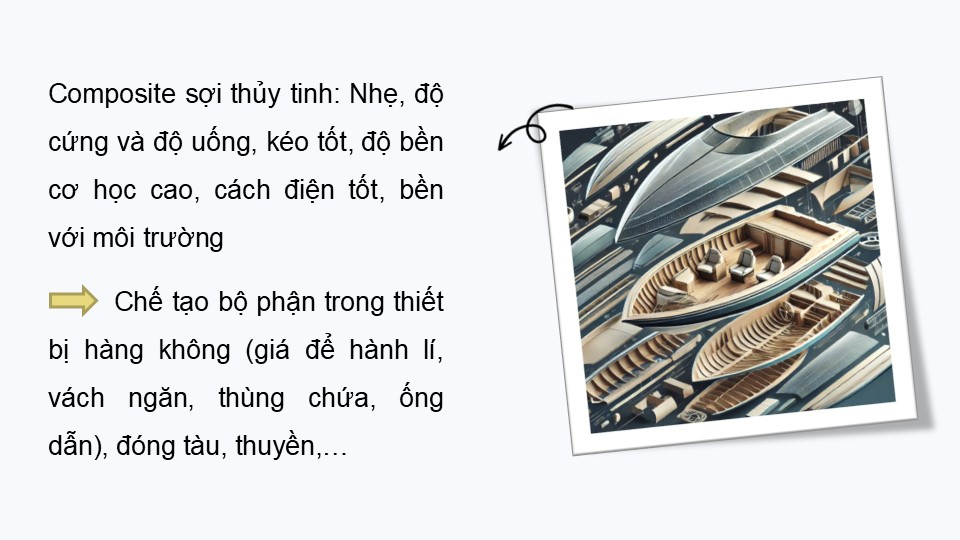 Composite sợi thủy tinh: Nhẹ, độ
cứng và độ uống, kéo tốt, độ bền
cơ học cao, cách điện tốt, bền
với môi trường
Chế tạo bộ phận trong thiết
bị hàng không (giá để hành lí,
vách ngăn, thùng chứa, ống
dẫn), đóng tàu, thuyền,…